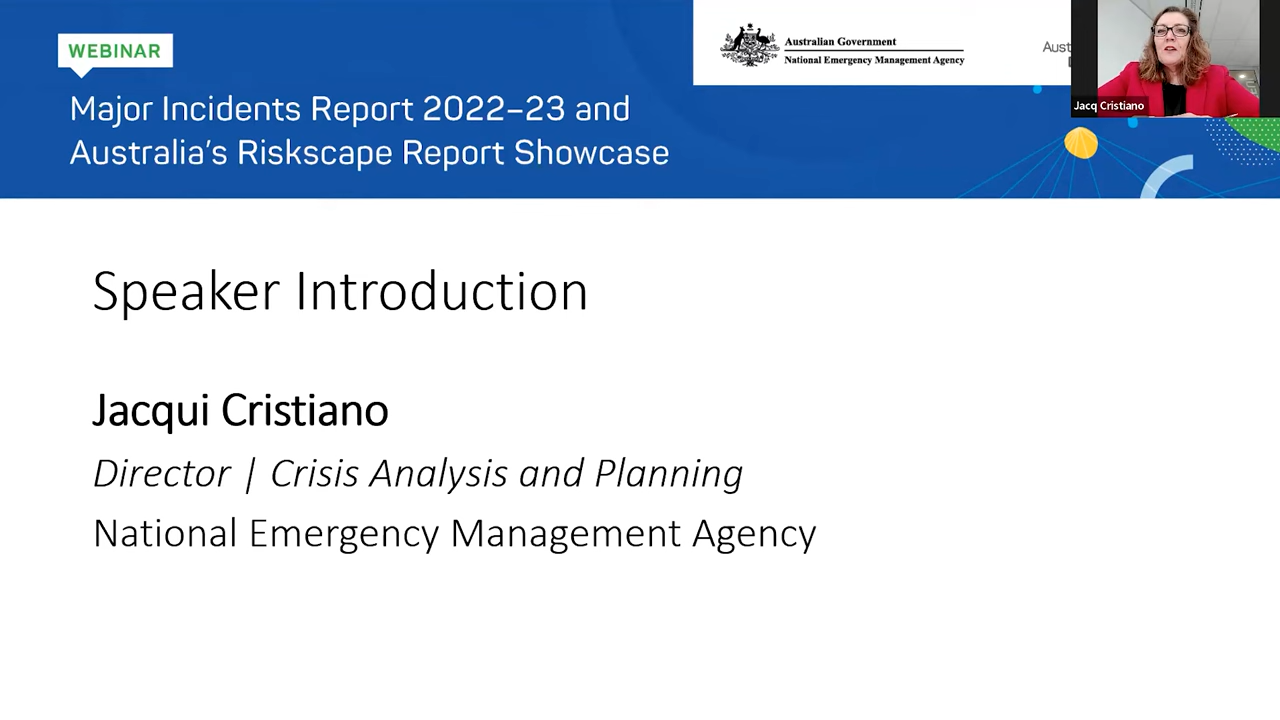 WEBINAR
Major Incidents Report 2022–23 and
Australia's Riskscape Report Showcase
Australian Government
National Emergency Management Agency
Jacq Cristiano
Speaker Introduction
Jacqui Cristiano
Director | Crisis Analysis and Planning
National Emergency Management Agency